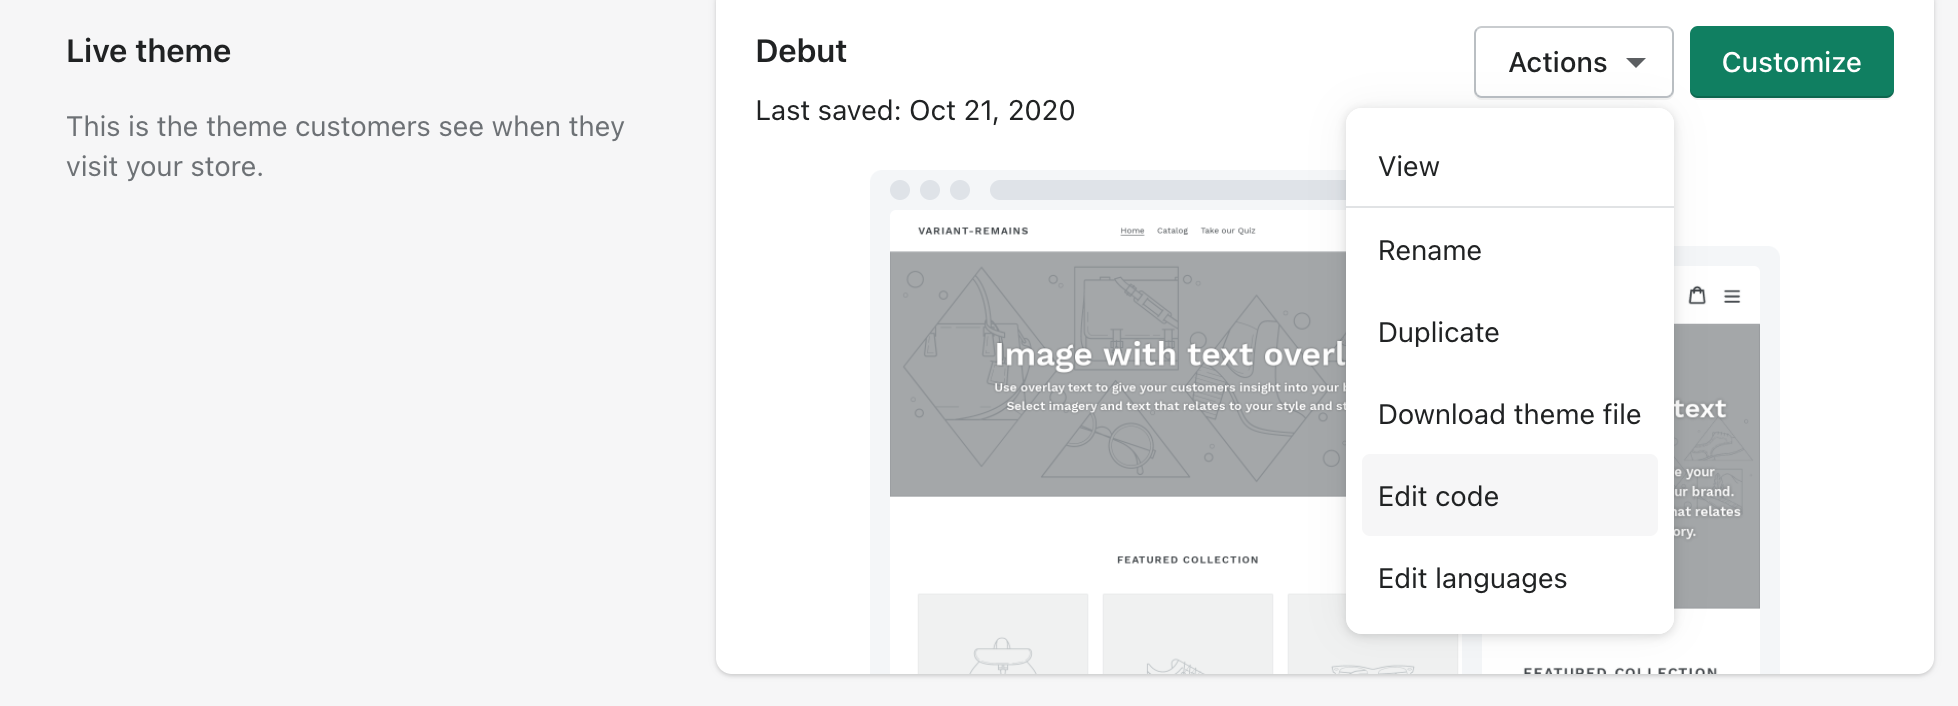 Live theme
This is the theme customers see when they
visit your store.
Debut
Last saved: Oct 21, 2020
Actions
Customize
View
Rename
Duplicate
Download theme file
Edit code
Edit languages
VARIANT-REMAINS
Home Catalog Take our Quiz
Image with text overl
Use overlay text to give your customers insight into your b
Select imagery and text that relates to your style and st
FEATURED COLLECTION
text
e your
ur brand.
hat relates
ory.
FEATURED COLLECTION